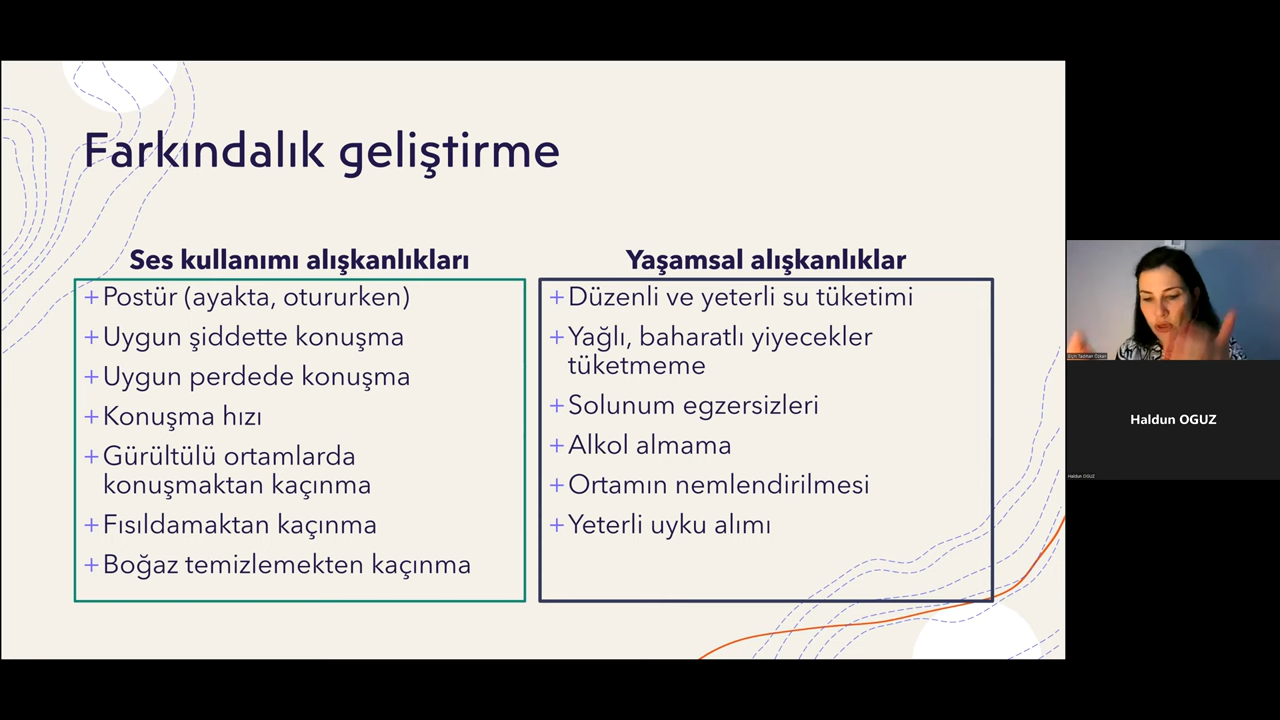 Farkındalık geliştirme
Ses kullanımı alışkanlıkları
+Postür (ayakta, otururken)
+Uygun şiddette konuşma
+Uygun perdede konuşma
+Konuşma hızı
+Gürültülü ortamlarda
konuşmaktan kaçınma
+Fısıldamaktan kaçınma
+Boğaz temizlemekten kaçınma
Yaşamsal alışkanlıklar
+Düzenli ve yeterli su tüketimi
+Yağlı, baharatlı yiyecekler
tüketmeme
+Solunum egzersizleri
+Alkol almama
+Ortamın nemlendirilmesi
+Yeterli uyku alımı
Haldun OGUZ
Haldun OGUZ